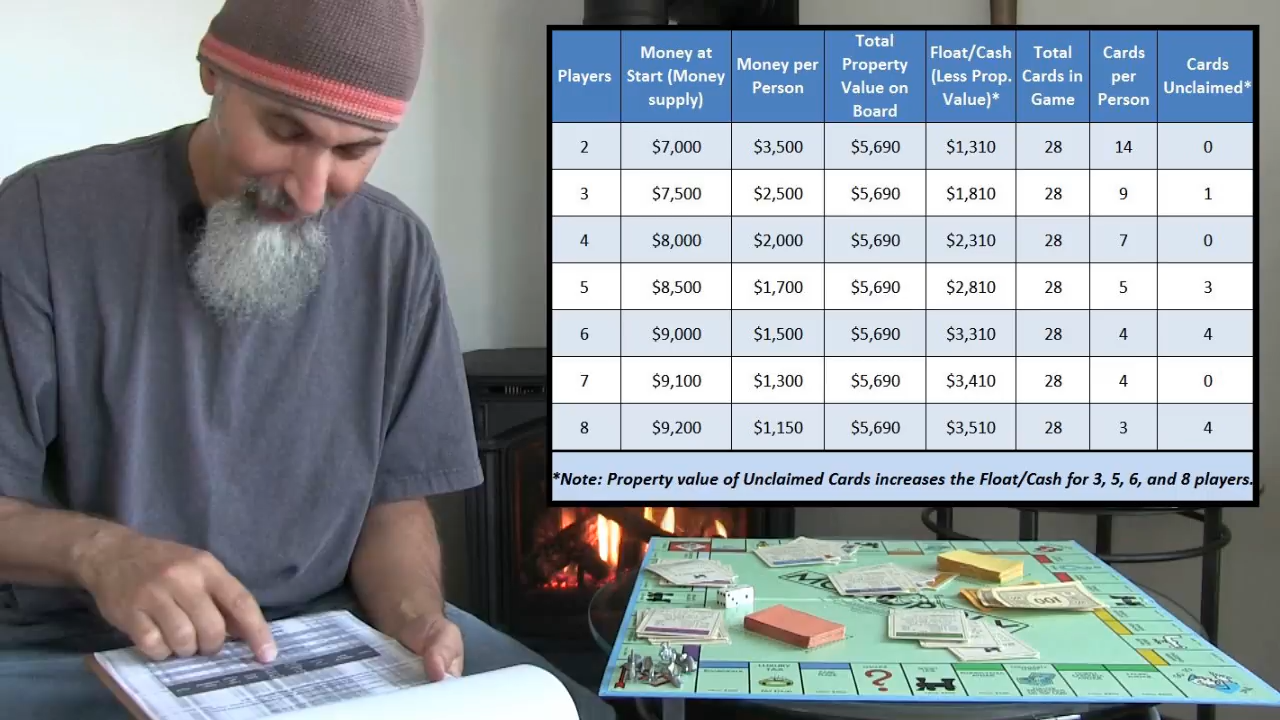 Players Money at Start (Money supply) Money per Person Total Property Value on Board Float/Cash (Less Prop. Value)* Total Cards in Game Cards per Person Cards Unclaimed*
2 $7,000 $3,500 $5,690 $1,310 28 14 0
3 $7,500 $2,500 $5,690 $1,810 28 9 1
4 $8,000 $2,000 $5,690 $2,310 28 7 0
5 $8,500 $1,700 $5,690 $2,810 28 5 3
6 $9,000 $1,500 $5,690 $3,310 28 4 4
7 $9,100 $1,300 $5,690 $3,410 28 4 0
8 $9,200 $1,150 $5,690 $3,510 28 3 4
*Note: Property value of Unclaimed Cards increases the Float/Cash for 3, 5, 6, and 8 players.
100
LUXURY TAX